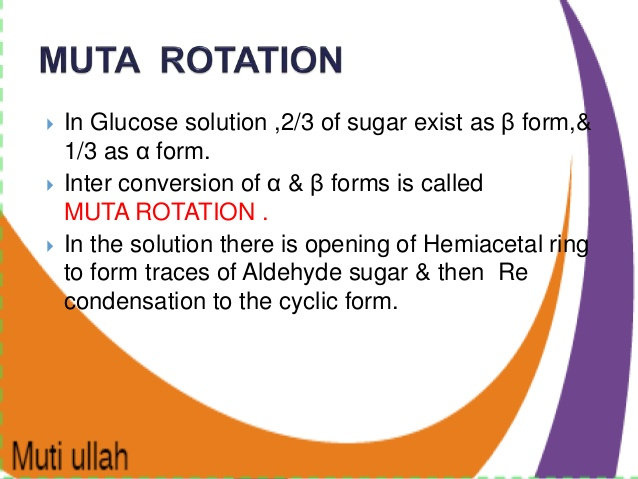 MUTA ROTATION
In Glucose solution ,2/3 of sugar exist as β form,&
1/3 as α form.
Inter conversion of α & β forms is called
MUTA ROTATION .
In the solution there is opening of Hemiacetal ring
to form traces of Aldehyde sugar & then Re
condensation to the cyclic form.
Muti ullah